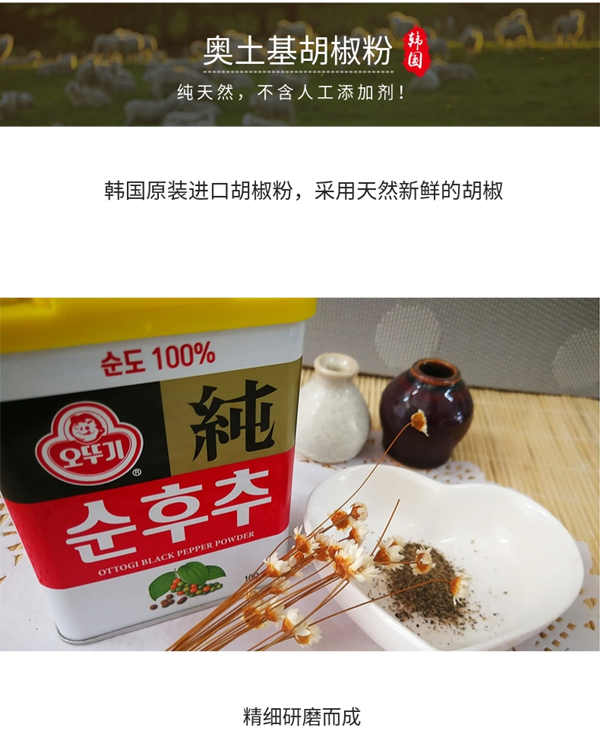 奥土基胡椒粉
韩国
纯天然，不含人工添加剂！
韩国原装进口胡椒粉，采用天然新鲜的胡椒
순도 100%
純
오뚜기
®
순후추
OTTOGI BLACK PEPPER POWDER
精细研磨而成